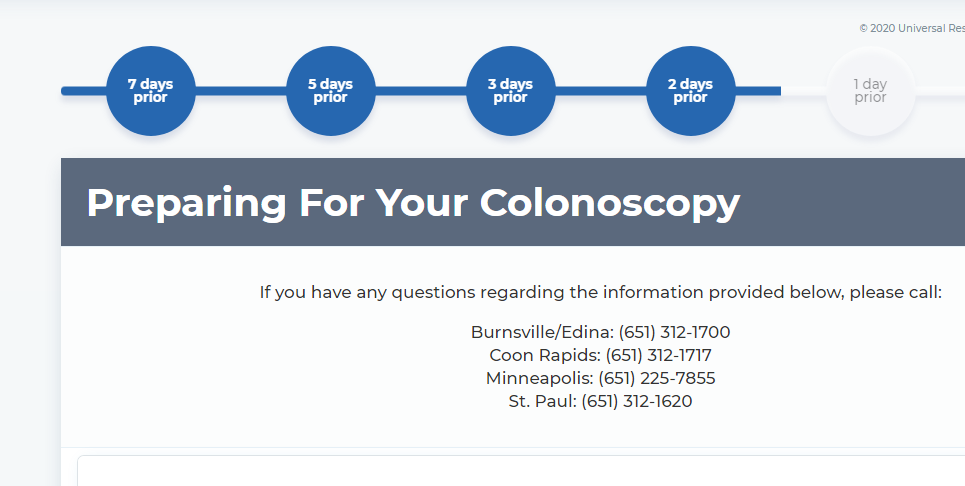 © 2020 Universal
7 days
prior
5 days
prior
3 days
prior
2 days
prior
1 day
prior
Preparing For Your Colonoscopy
If you have any questions regarding the information provided below, please call:
Burnsville/Edina: (651) 312-1700
Coon Rapids: (651) 312-1717
Minneapolis: (651) 225-7855
St. Paul: (651) 312-1620